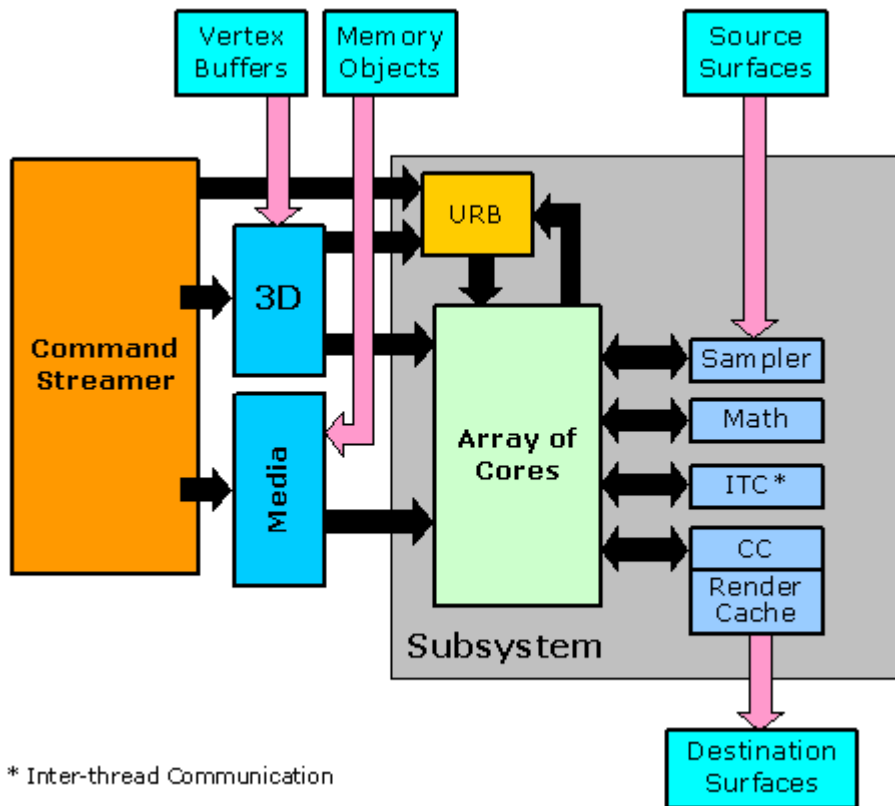 Vertex
Buffers
Memory
Objects
Source
Surfaces
URB
3D
Command
Streamer
Sampler
Math
Array of
Cores
Media
ITC *
CC
Render
Cache
Subsystem
Destination
Surfaces
* Inter-thread Communication